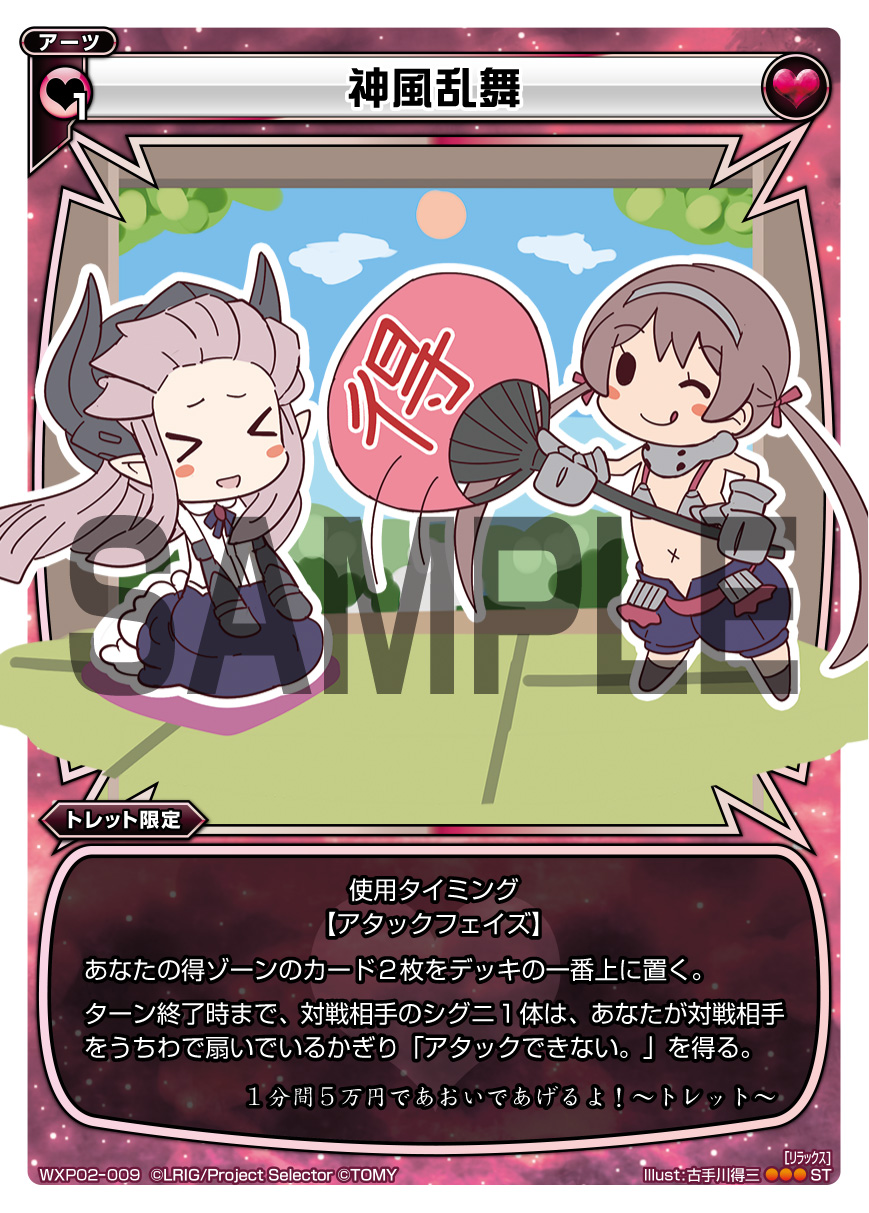 アーツ
1
神風乱舞
得
SAMPLE
トレット限定
使用タイミング
【アタックフェイズ】
あなたの得ゾーンのカード２枚をデッキの一番上に置く。
ターン終了時まで、対戦相手のシグニ１体は、あなたが対戦相手
をうちわで扇いでいるかぎり「アタックできない。」を得る。
１分間５万円であおいであげるよ！～トレット～
[リラックス]
WXP02-009 ©LRIG/Project Selector ©TOMY
Illust:古手川得三 ST